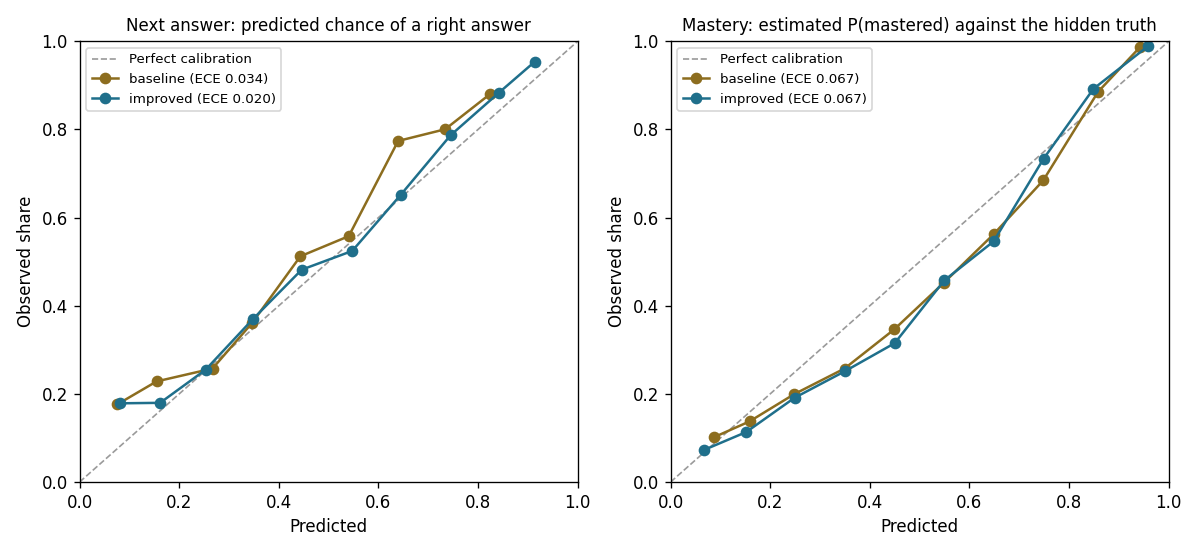 Next answer: predicted chance of a right answer
Perfect calibration
baseline (ECE 0.034)
improved (ECE 0.020)
Observed share
1.0
0.8
0.6
0.4
0.2
0.0
0.0 0.2 0.4 0.6 0.8 1.0
Predicted
Mastery: estimated P(mastered) against the hidden truth
Perfect calibration
baseline (ECE 0.067)
improved (ECE 0.067)
Observed share
1.0
0.8
0.6
0.4
0.2
0.0
0.0 0.2 0.4 0.6 0.8 1.0
Predicted